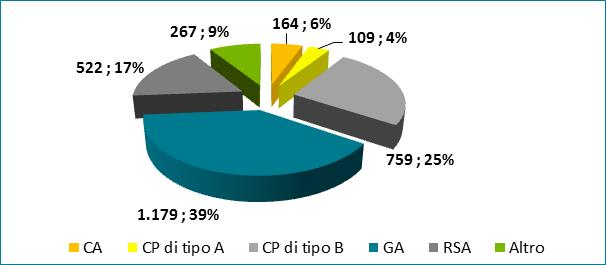 164 ; 6%
267 ; 9%
109 ; 4%
522 ; 17%
759 ; 25%
1.179 ; 39%
CA CP di tipo A CP di tipo B GA RSA Altro